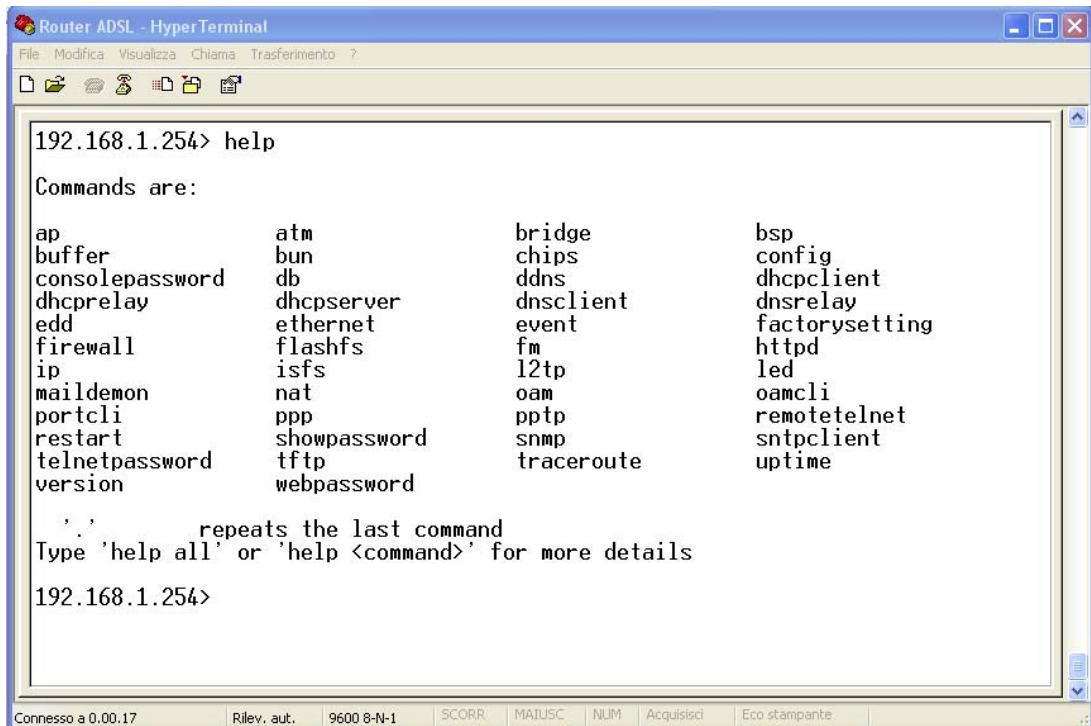 Router ADSL - HyperTerminal
File Modifica Visualizza Chiama Trasferimento ?
192.168.1.254> help
Commands are:
ap atm bridge bsp
buffer bun chips config
consolepassword db ddns dhcpclient
dhcprelay dhcpserver dnsclient dnsrelay
edd ethernet event factorysetting
firewall flashfs fm httpd
ip isfs l2tp led
maildemon nat oam oamcli
portcli ppp pptp remotetelnet
restart showpassword snmp sntpclient
telnetpassword tftp traceroute uptime
version webpassword
'.' repeats the last command
Type 'help all' or 'help <command>' for more details
192.168.1.254>
Connesso a 0.00.17 Rilev. aut. 9600 8-N-1 SCORR MAIUSC NUM Acquisisci Eco stampante